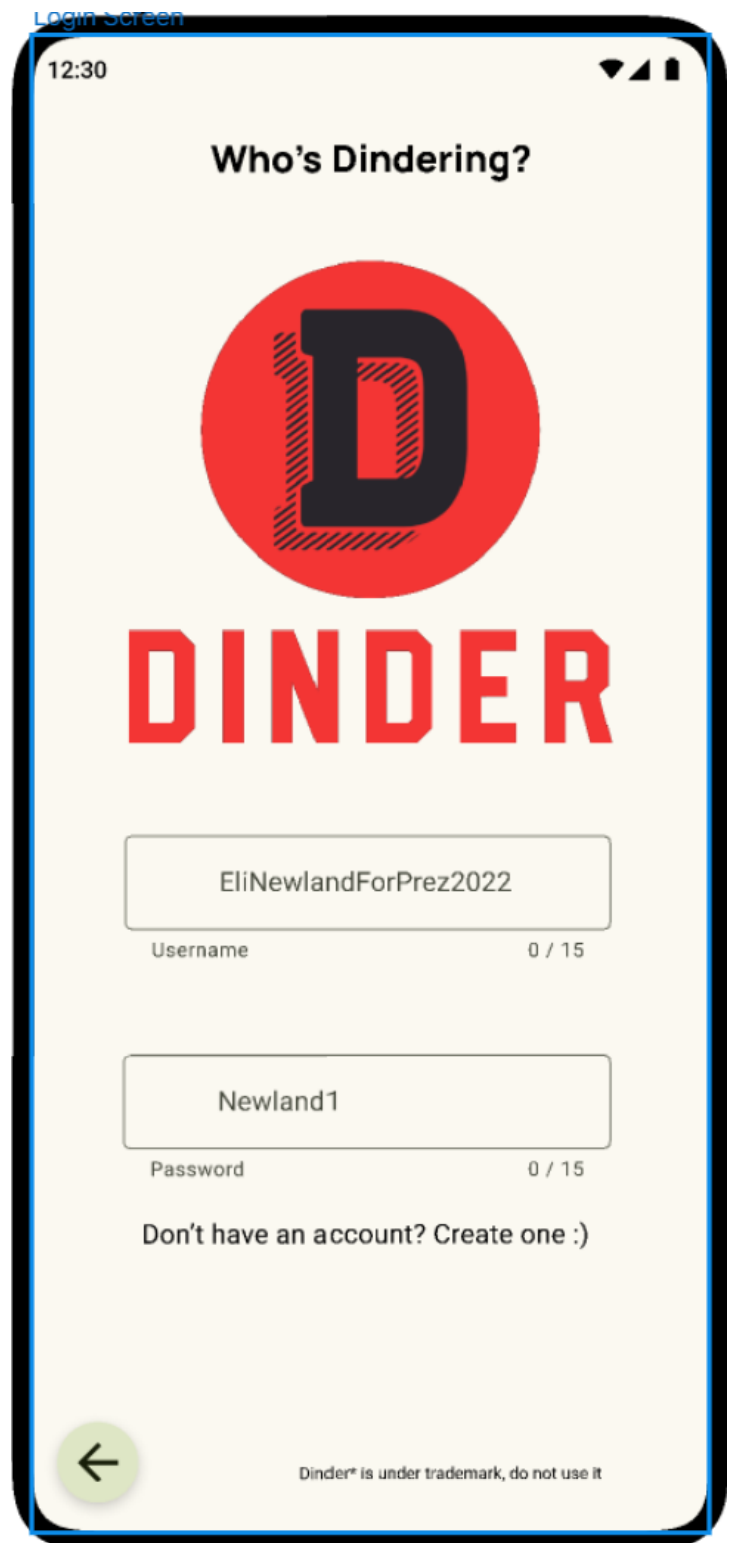 Login Screen
12:30
Who's Dindering?
D
DINDER
EliNewlandForPrez2022
Username 0 / 15
Newland1
Password 0 / 15
Don't have an account? Create one :)
Dinder* is under trademark, do not use it